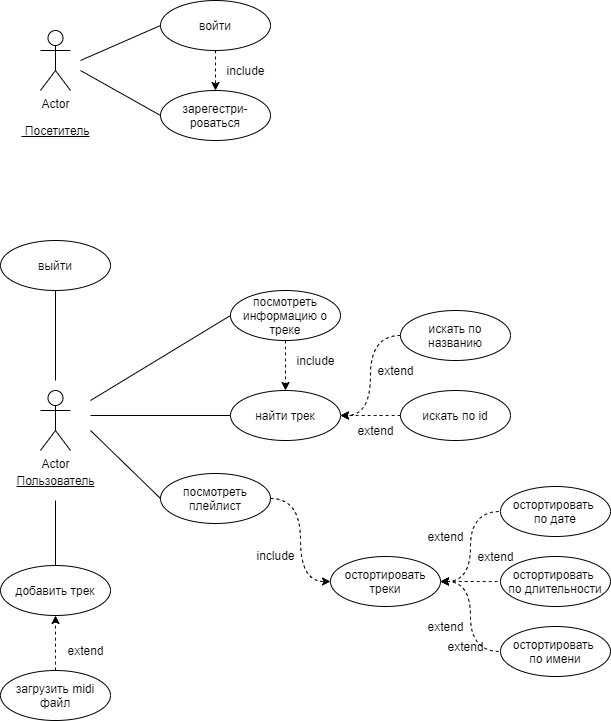 войти
include
зарегестри-
роваться
Actor
Посетитель
выйти
посмотреть
информацию о
треке
include
искать по
названию
extend
найти трек
искать по id
extend
Actor
Пользователь
посмотреть
плейлист
include
остортировать
треки
остортировать
по дате
extend
extend
остортировать
по длительности
extend
extend
остортировать
по имени
добавить трек
extend
загрузить midi
файл